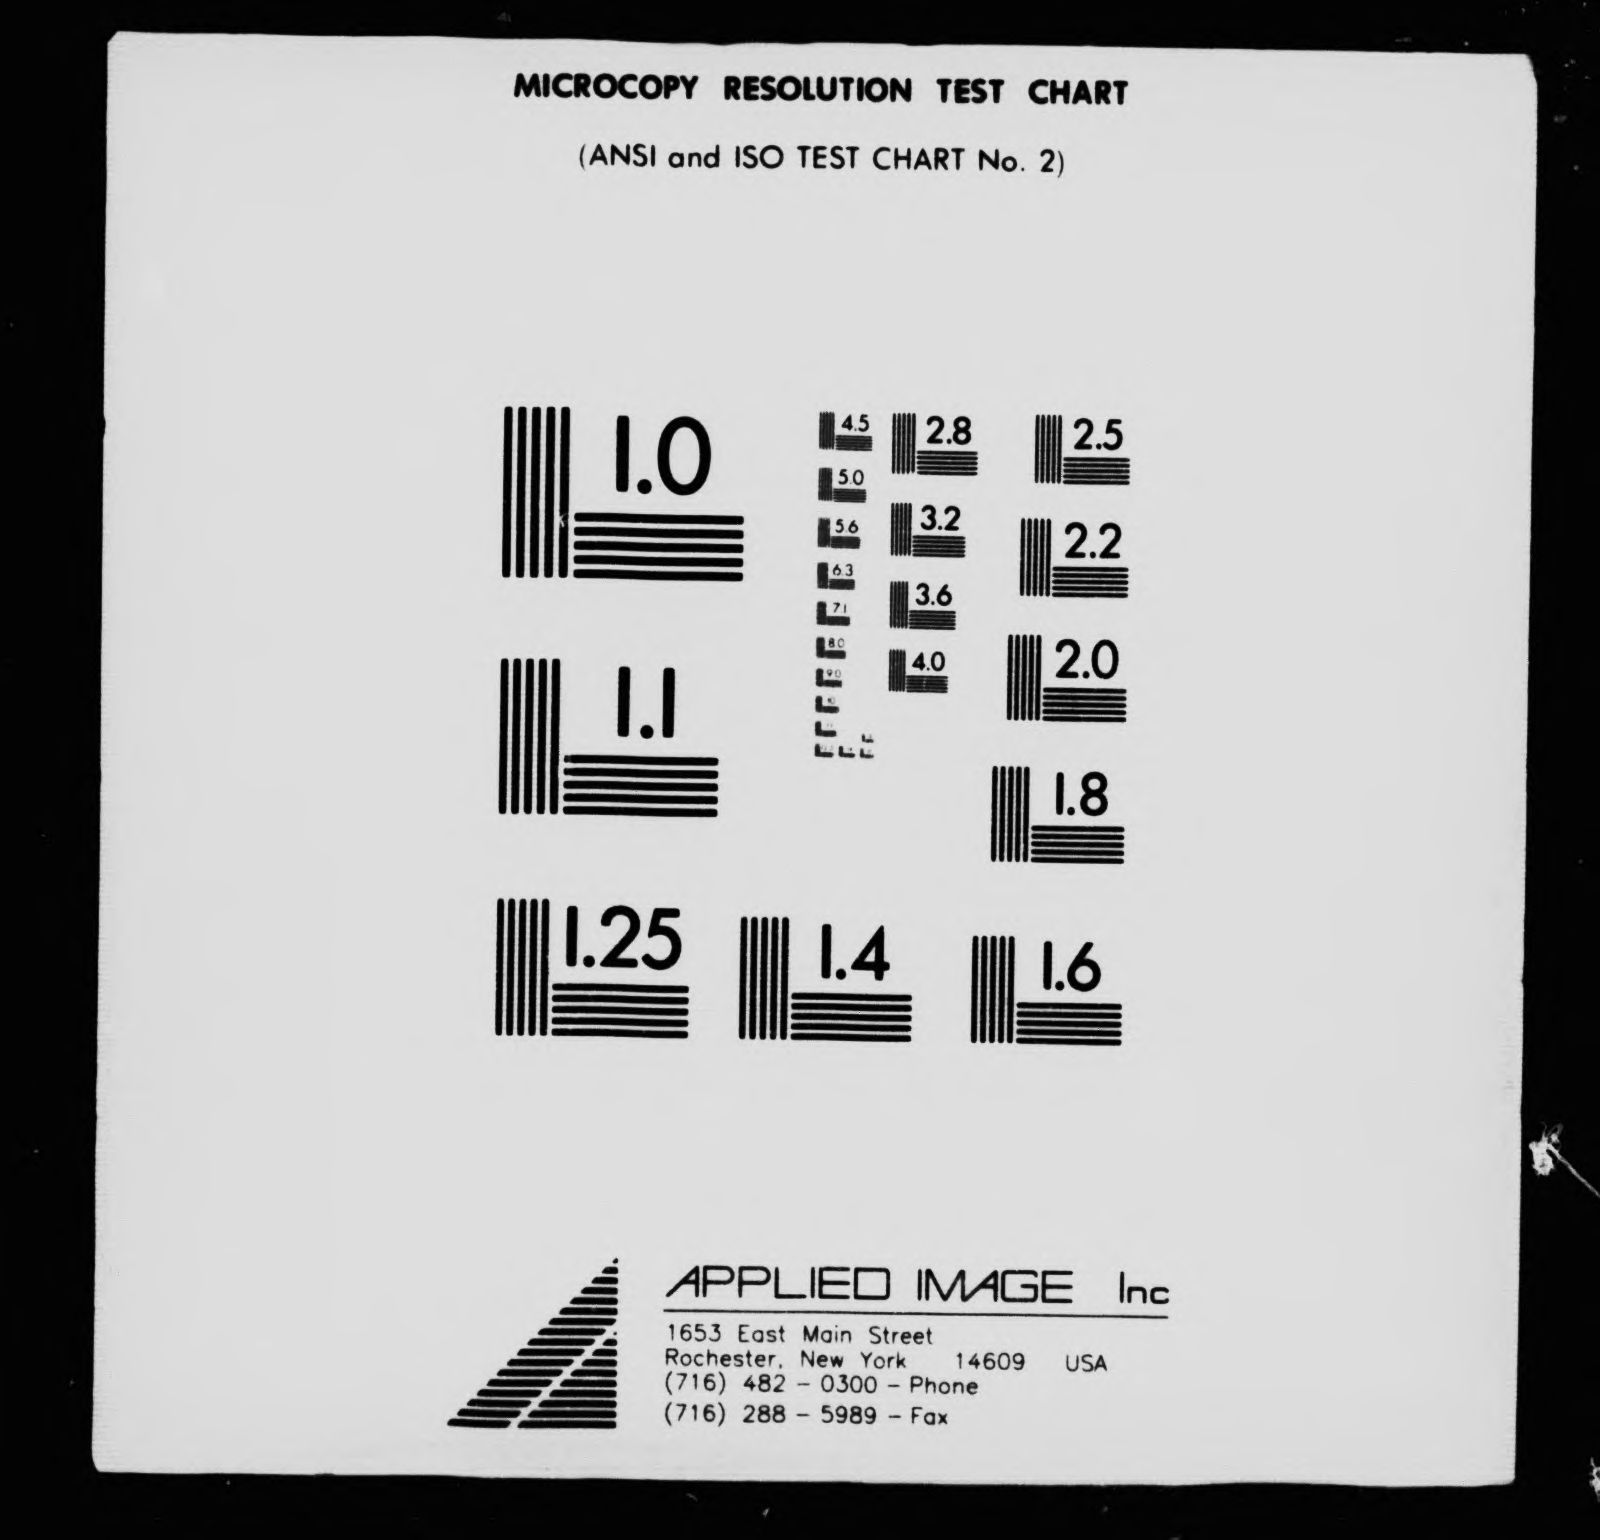 MICROCOPY RESOLUTION TEST CHART
(ANSI and ISO TEST CHART No. 2)
1.0
1.1
1.25
1.4
1.6
1.8
2.0
2.2
2.5
2.8
3.2
3.6
4.0
4.5
5.0
5.6
6.3
7.1
8.0
9.0
APPLIED IMAGE Inc
1653 East Main Street
Rochester, New York 14609 USA
(716) 482 - 0300 - Phone
(716) 288 - 5989 - Fax